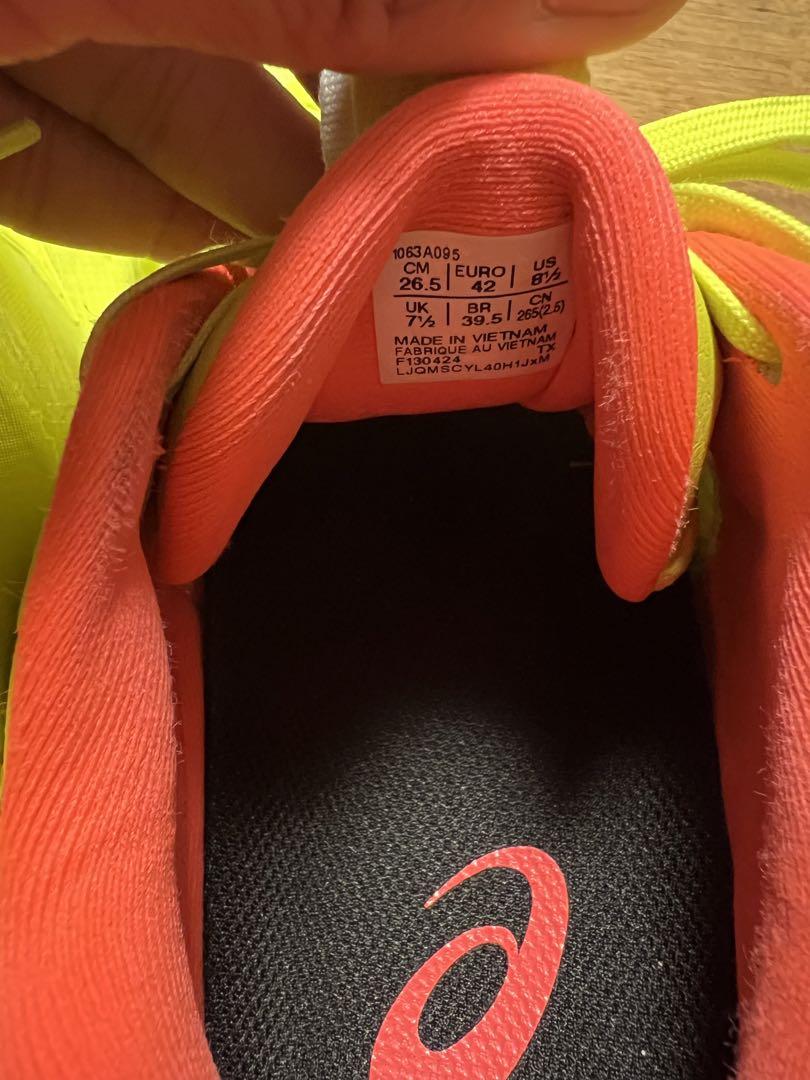 1063A095
CM | EURO | US
26.5 | 42 | 8½
UK | BR | CN
7½ | 39.5 | 265(2.5)
MADE IN VIETNAM
FABRIQUE AU VIETNAM
F130424 TX
LJQMSCYL40H1JxM